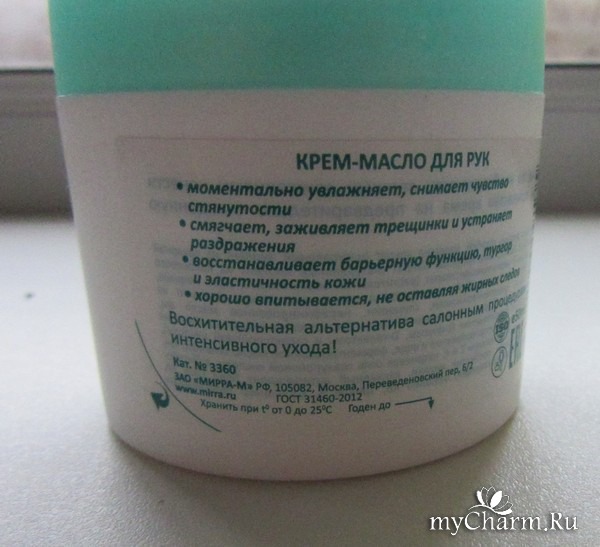 КРЕМ-МАСЛО ДЛЯ РУК
• моментально увлажняет, снимает чувство
стянутости
• смягчает, заживляет трещинки и устраняет
раздражения
• восстанавливает барьерную функцию, тургор
и эластичность кожи
• хорошо впитывается, не оставляя жирных следов
Восхитительная альтернатива салонным процедурам
интенсивного ухода!
Кат. № 3360
ЗАО «МИРРА-М» РФ, 105082, Москва, Переведеновский пер, 6/2
www.mirra.ru
ГОСТ 31460-2012
Хранить при t° от 0 до 25°С
Годен до
ISO
EAC
myCharm.Ru